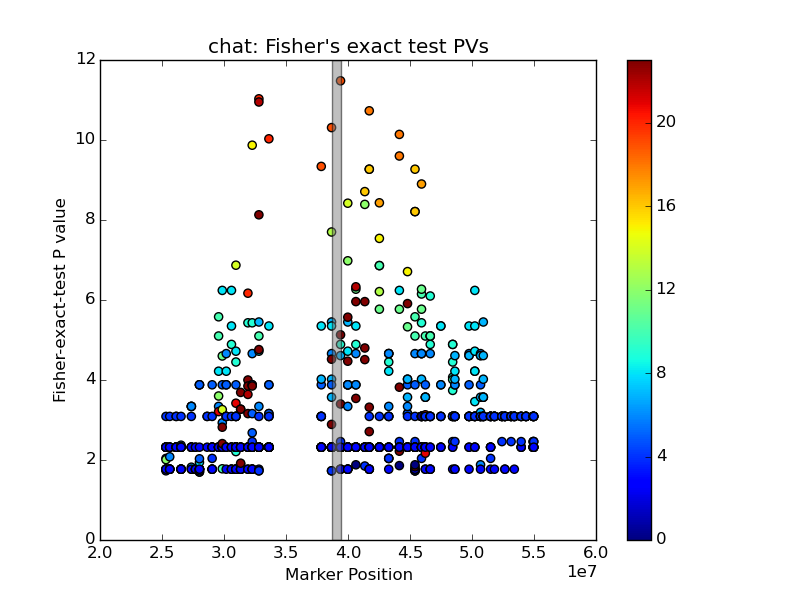 chat: Fisher's exact test PVs
12
10
8
6
4
2
0
Fisher-exact-test P value
2.0 2.5 3.0 3.5 4.0 4.5 5.0 5.5 6.0
1e7
Marker Position
20
16
12
8
4
0